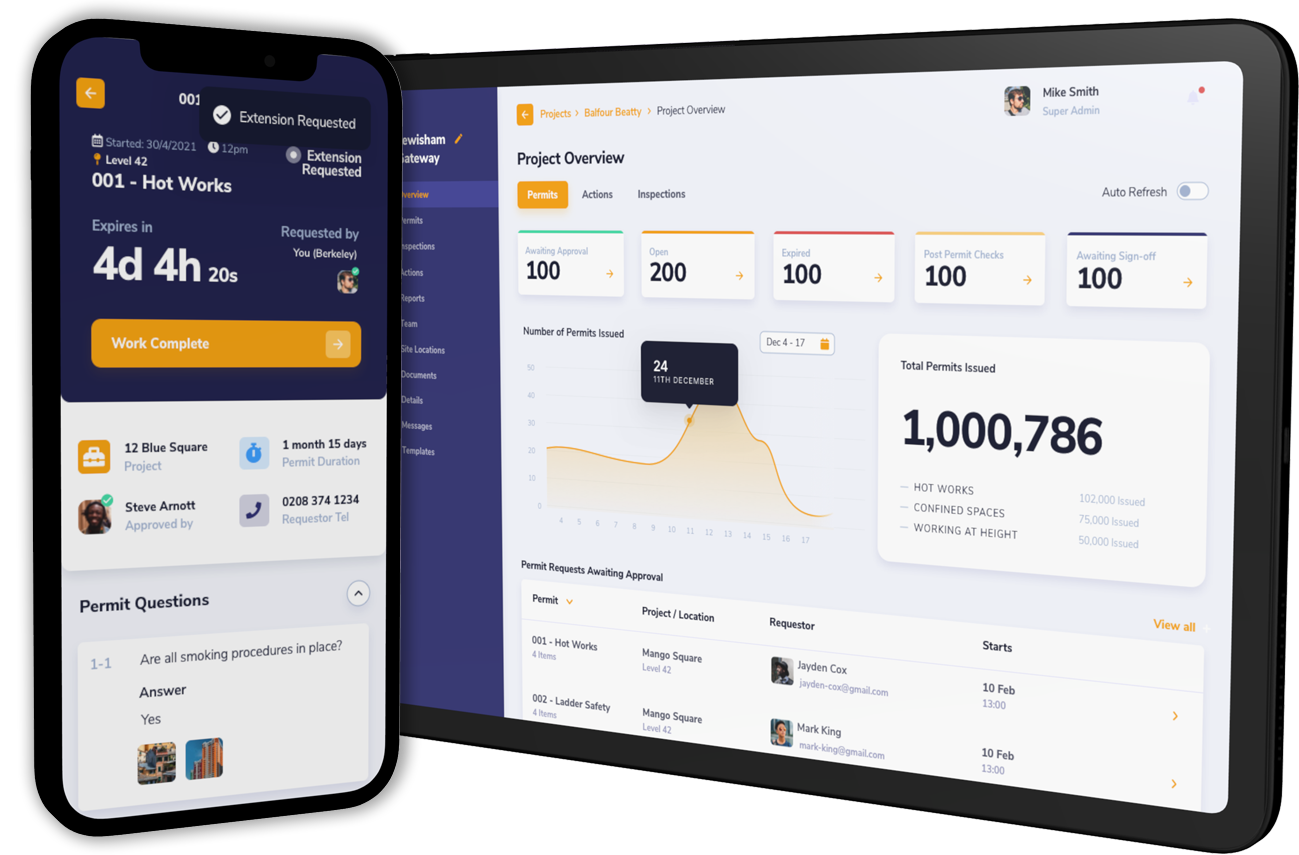 001
Extension Requested
Started: 30/4/2021
12pm
Level 42
Extension
Requested
001 - Hot Works
Expires in
4d 4h 20s
Requested by
You (Berkeley)
Work Complete
12 Blue Square
Project
1 month 15 days
Permit Duration
Steve Arnott
Approved by
0208 374 1234
Requestor Tel
Permit Questions
1-1
Are all smoking procedures in place?
Answer
Yes
ewisham
Gateway
Overview
Permits
Inspections
Actions
Reports
Team
Site Locations
Documents
Details
Messages
Templates
Projects > Balfour Beatty > Project Overview
Mike Smith
Super Admin
Project Overview
Permits
Actions
Inspections
Auto Refresh
Awaiting Approval
100
Open
200
Expired
100
Post Permit Checks
100
Awaiting Sign-off
100
Number of Permits Issued
Dec 4 - 17
24
11TH DECEMBER
50
40
30
20
10
0
4 5 6 7 8 9 10 11 12 13 14 15 16 17
Total Permits Issued
1,000,786
HOT WORKS
102,000 Issued
CONFINED SPACES
75,000 Issued
WORKING AT HEIGHT
50,000 Issued
Permit Requests Awaiting Approval
View all
Permit
Project / Location
Requestor
Starts
001 - Hot Works
4 Items
Mango Square
Level 42
Jayden Cox
jayden-cox@gmail.com
10 Feb
13:00
002 - Ladder Safety
4 Items
Mango Square
Level 42
Mark King
mark-king@gmail.com
10 Feb
13:00